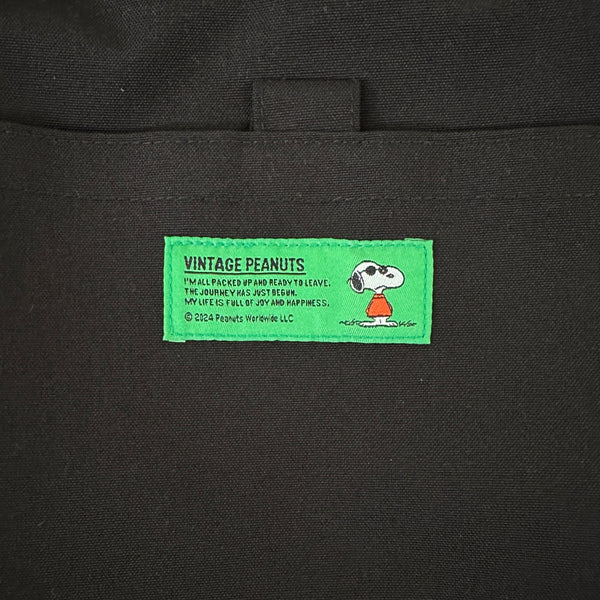 VINTAGE PEANUTS
I'M ALL PACKED UP AND READY TO LEAVE.
THE JOURNEY HAS JUST BEGUN.
MY LIFE IS FULL OF JOY AND HAPPINESS.
© 2024 Peanuts Worldwide LLC